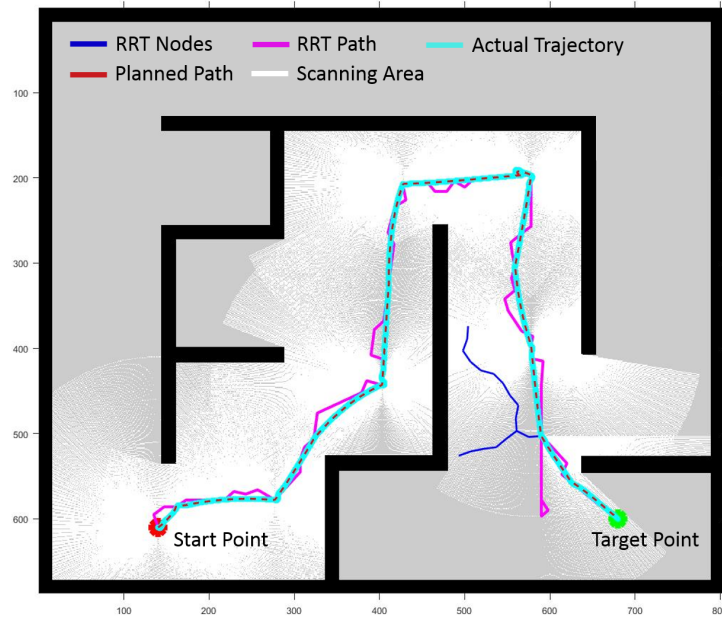 RRT Nodes RRT Path Actual Trajectory
Planned Path Scanning Area
100
200
300
400
500
600
Start Point Target Point
100 200 300 400 500 600 700 800